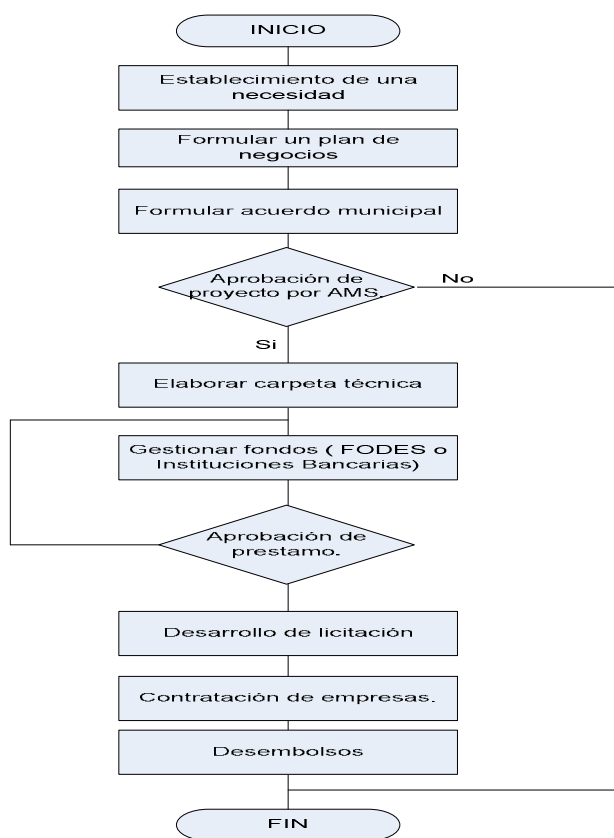 INICIO
Establecimiento de una
necesidad
Formular un plan de
negocios
Formular acuerdo municipal
Aprobación de
proyecto por AMS.
No
Si
Elaborar carpeta técnica
Gestionar fondos ( FODES o
Instituciones Bancarias)
Aprobación de
prestamo.
Desarrollo de licitación
Contratación de empresas.
Desembolsos
FIN